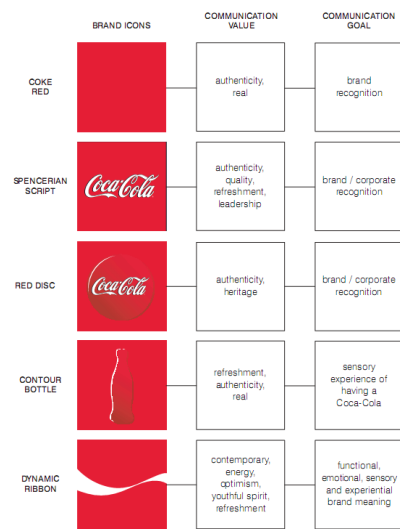 BRAND ICONS
COMMUNICATION
VALUE
COMMUNICATION
GOAL
COKE
RED
authenticity,
real
brand
recognition
SPENCERIAN
SCRIPT
Coca-Cola
authenticity,
quality,
refreshment,
leadership
brand / corporate
recognition
RED DISC
Coca-Cola
authenticity,
heritage
brand / corporate
recognition
CONTOUR
BOTTLE
refreshment,
authenticity,
real
sensory
experience of
having a
Coca-Cola
DYNAMIC
RIBBON
contemporary,
energy,
optimism,
youthful spirit,
refreshment
functional,
emotional, sensory
and experiential
brand meaning